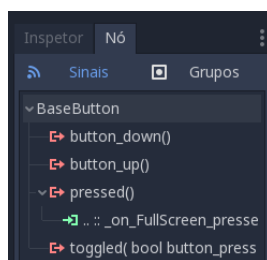 Inspetor Nó
Sinais Grupos
BaseButton
button_down()
button_up()
pressed()
.. :: _on_FullScreen_presse
toggled( bool button_press